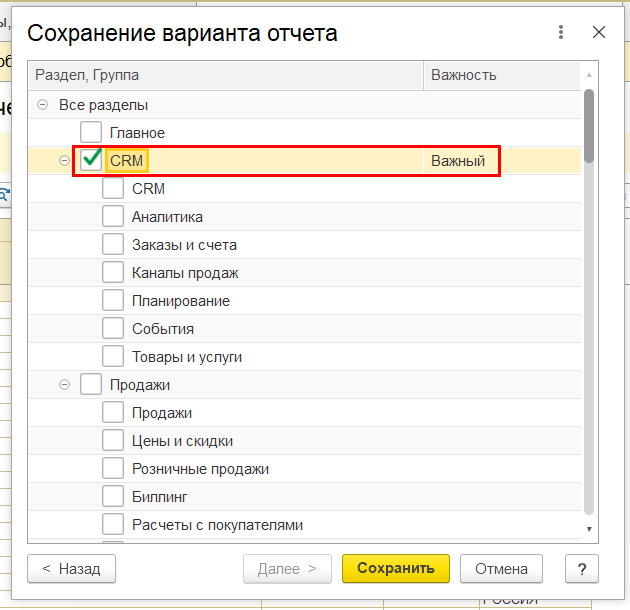 Сохранение варианта отчета
Раздел, Группа Важность
Все разделы
Главное
CRM Важный
CRM
Аналитика
Заказы и счета
Каналы продаж
Планирование
События
Товары и услуги
Продажи
Продажи
Цены и скидки
Розничные продажи
Биллинг
Расчеты с покупателями
< Назад Далее > Сохранить Отмена ?